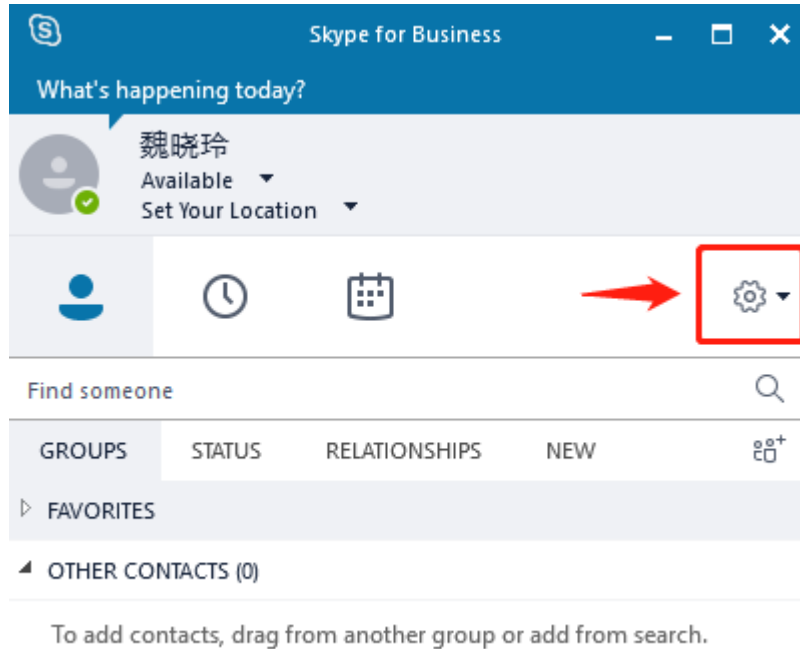 Skype for Business
What's happening today?
魏晓玲
Available
Set Your Location
Find someone
GROUPS STATUS RELATIONSHIPS NEW
FAVORITES
OTHER CONTACTS (0)
To add contacts, drag from another group or add from search.